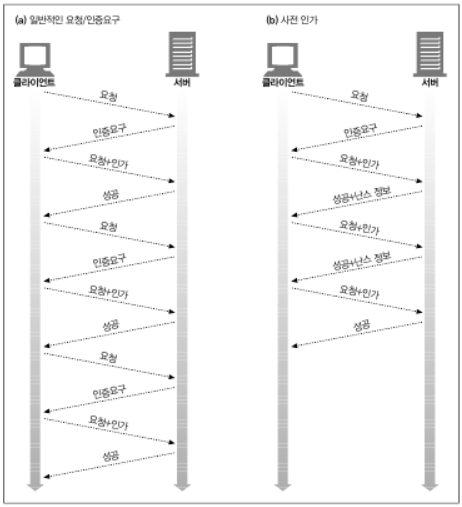 (a) 일반적인 요청/인증요구
클라이언트
서버
요청
인증요구
요청+인가
성공
요청
인증요구
요청+인가
성공
요청
인증요구
요청+인가
성공
(b) 사전 인가
클라이언트
서버
요청
인증요구
요청+인가
성공+난스 정보
요청+인가
성공+난스 정보
요청+인가
성공